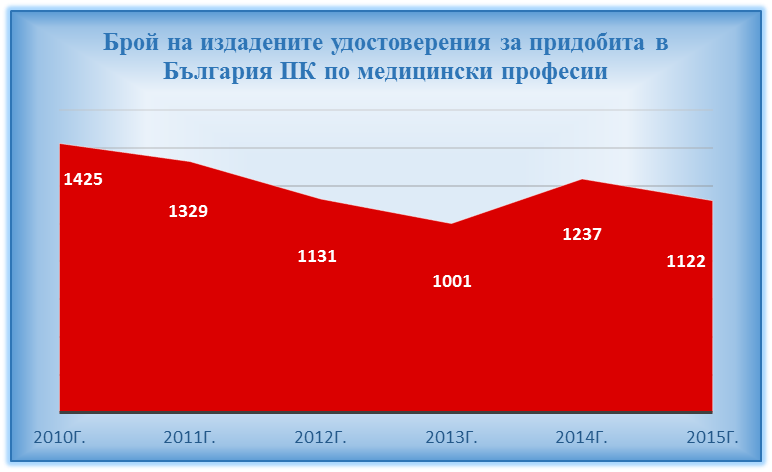 Брой на издадените удостоверения за придобита в
България ПК по медицински професии
1425
1329
1131
1001
1237
1122
2010Г.
2011Г.
2012Г.
2013Г.
2014Г.
2015Г.